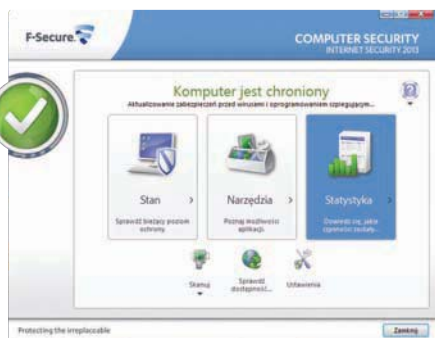 F-Secure
COMPUTER SECURITY
INTERNET SECURITY 2013
Komputer jest chroniony
Aktualizowanie zabezpieczeń przed wirusami i oprogramowaniem szpiegującym...
Stan
Sprawdź bieżący poziom
ochrony
Narzędzia
Poznaj możliwości
aplikacji
Statystyka
Dowiedz się, jakie
czynności zostały...
Skanuj
Sprawdź
dostępność...
Ustawienia
Protecting the irreplaceable
Zamknij